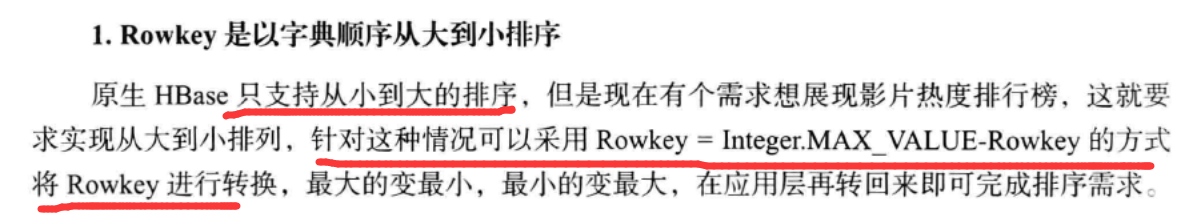 1. Rowkey 是以字典顺序从大到小排序
原生 HBase 只支持从小到大的排序，但是现在有个需求想展现影片热度排行榜，这就要
求实现从大到小排列，针对这种情况可以采用 Rowkey = Integer.MAX_VALUE-Rowkey 的方式
将 Rowkey 进行转换，最大的变最小，最小的变最大，在应用层再转回来即可完成排序需求。